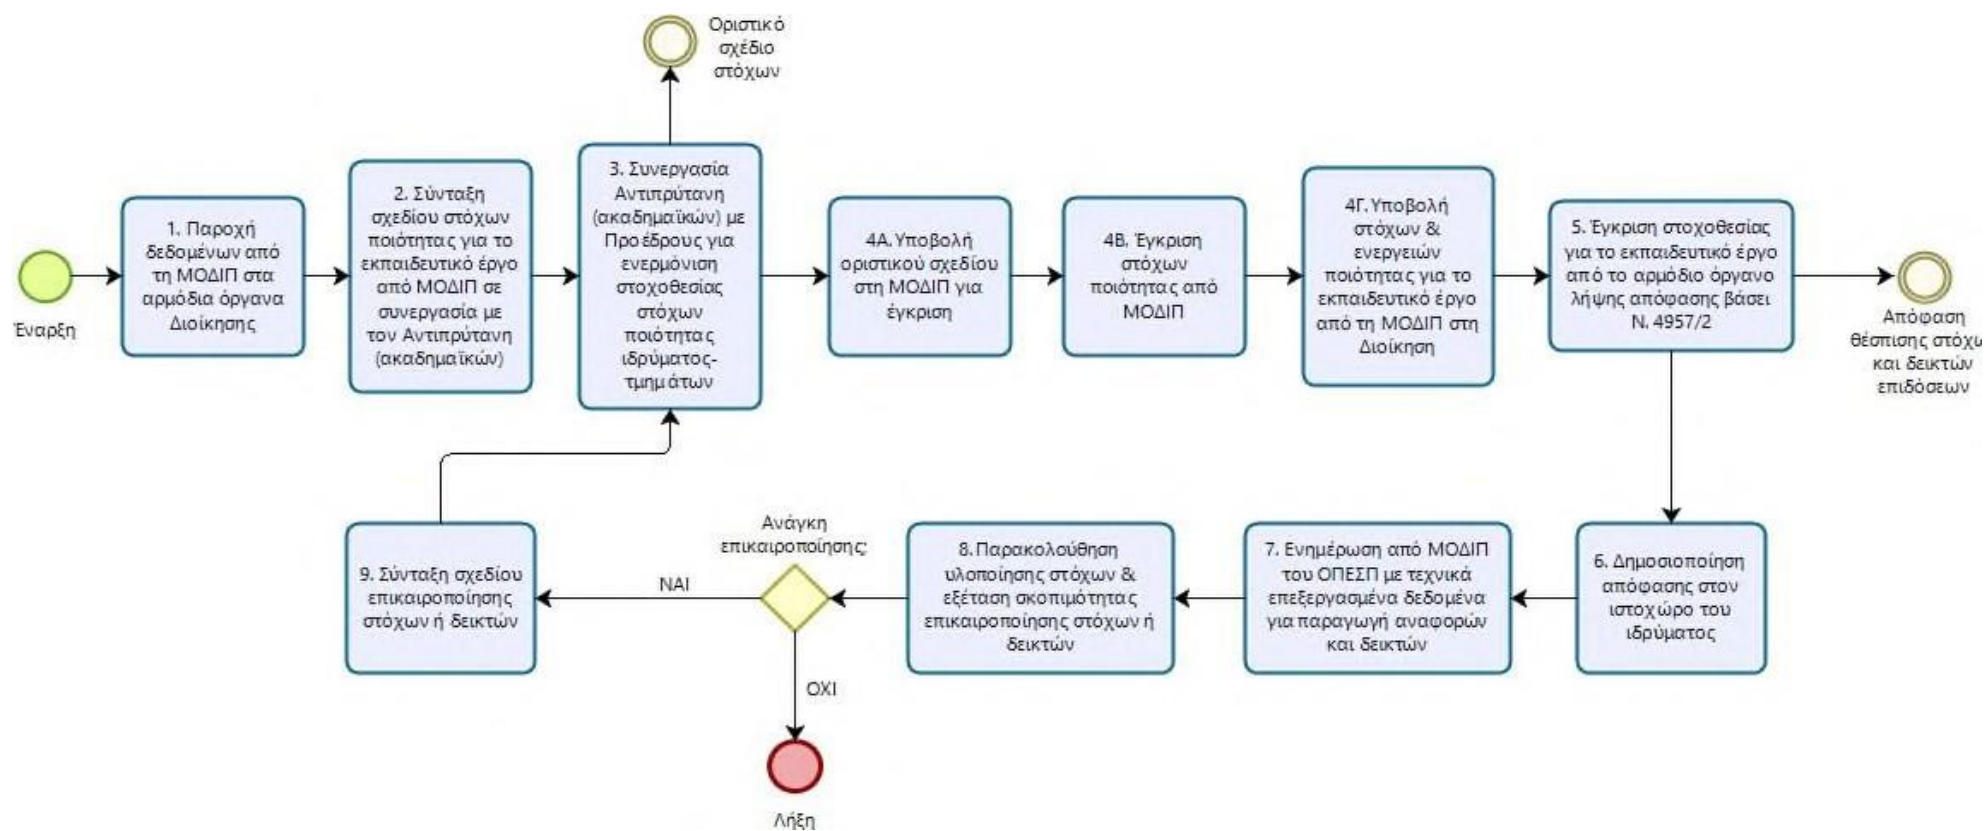 Οριστικό
σχέδιο
στόχων
Έναρξη
1. Παροχή
δεδομένων από
τη ΜΟΔΙΠ στα
αρμόδια όργανα
Διοίκησης
2. Σύνταξη
σχεδίου στόχων
ποιότητας για το
εκπαιδευτικό έργο
από ΜΟΔΙΠ σε
συνεργασία με
τον Αντιπρύτανη
(ακαδημαϊκών)
3. Συνεργασία
Αντιπρύτανη
(ακαδημαϊκών) με
Προέδρους για
ενερμόνιση
στοχοθεσίας
στόχων
ποιότητας
ιδρύματος-
τμημάτων
4Α. Υποβολή
οριστικού σχεδίου
στη ΜΟΔΙΠ για
έγκριση
4Β. Έγκριση
στόχων
ποιότητας από
ΜΟΔΙΠ
4Γ. Υποβολή
στόχων &
ενεργειών
ποιότητας για το
εκπαιδευτικό έργο
από τη ΜΟΔΙΠ στη
Διοίκηση
5. Έγκριση στοχοθεσίας
για το εκπαιδευτικό έργο
από το αρμόδιο όργανο
λήψης απόφασης βάσει
Ν. 4957/2
Απόφαση
θέσπισης στόχω
και δεικτών
επιδόσεων
6. Δημοσιοποίηση
απόφασης στον
ιστοχώρο του
ιδρύματος
7. Ενημέρωση από ΜΟΔΙΠ
του ΟΠΕΣΠ με τεχνικά
επεξεργασμένα δεδομένα
για παραγωγή αναφορών
και δεικτών
8. Παρακολούθηση
υλοποίησης στόχων &
εξέταση σκοπιμότητας
επικαιροποίησης στόχων ή
δεικτών
Ανάγκη
επικαιροποίησης;
ΝΑΙ
9. Σύνταξη σχεδίου
επικαιροποίησης
στόχων ή δεικτών
ΟΧΙ
Λήξη